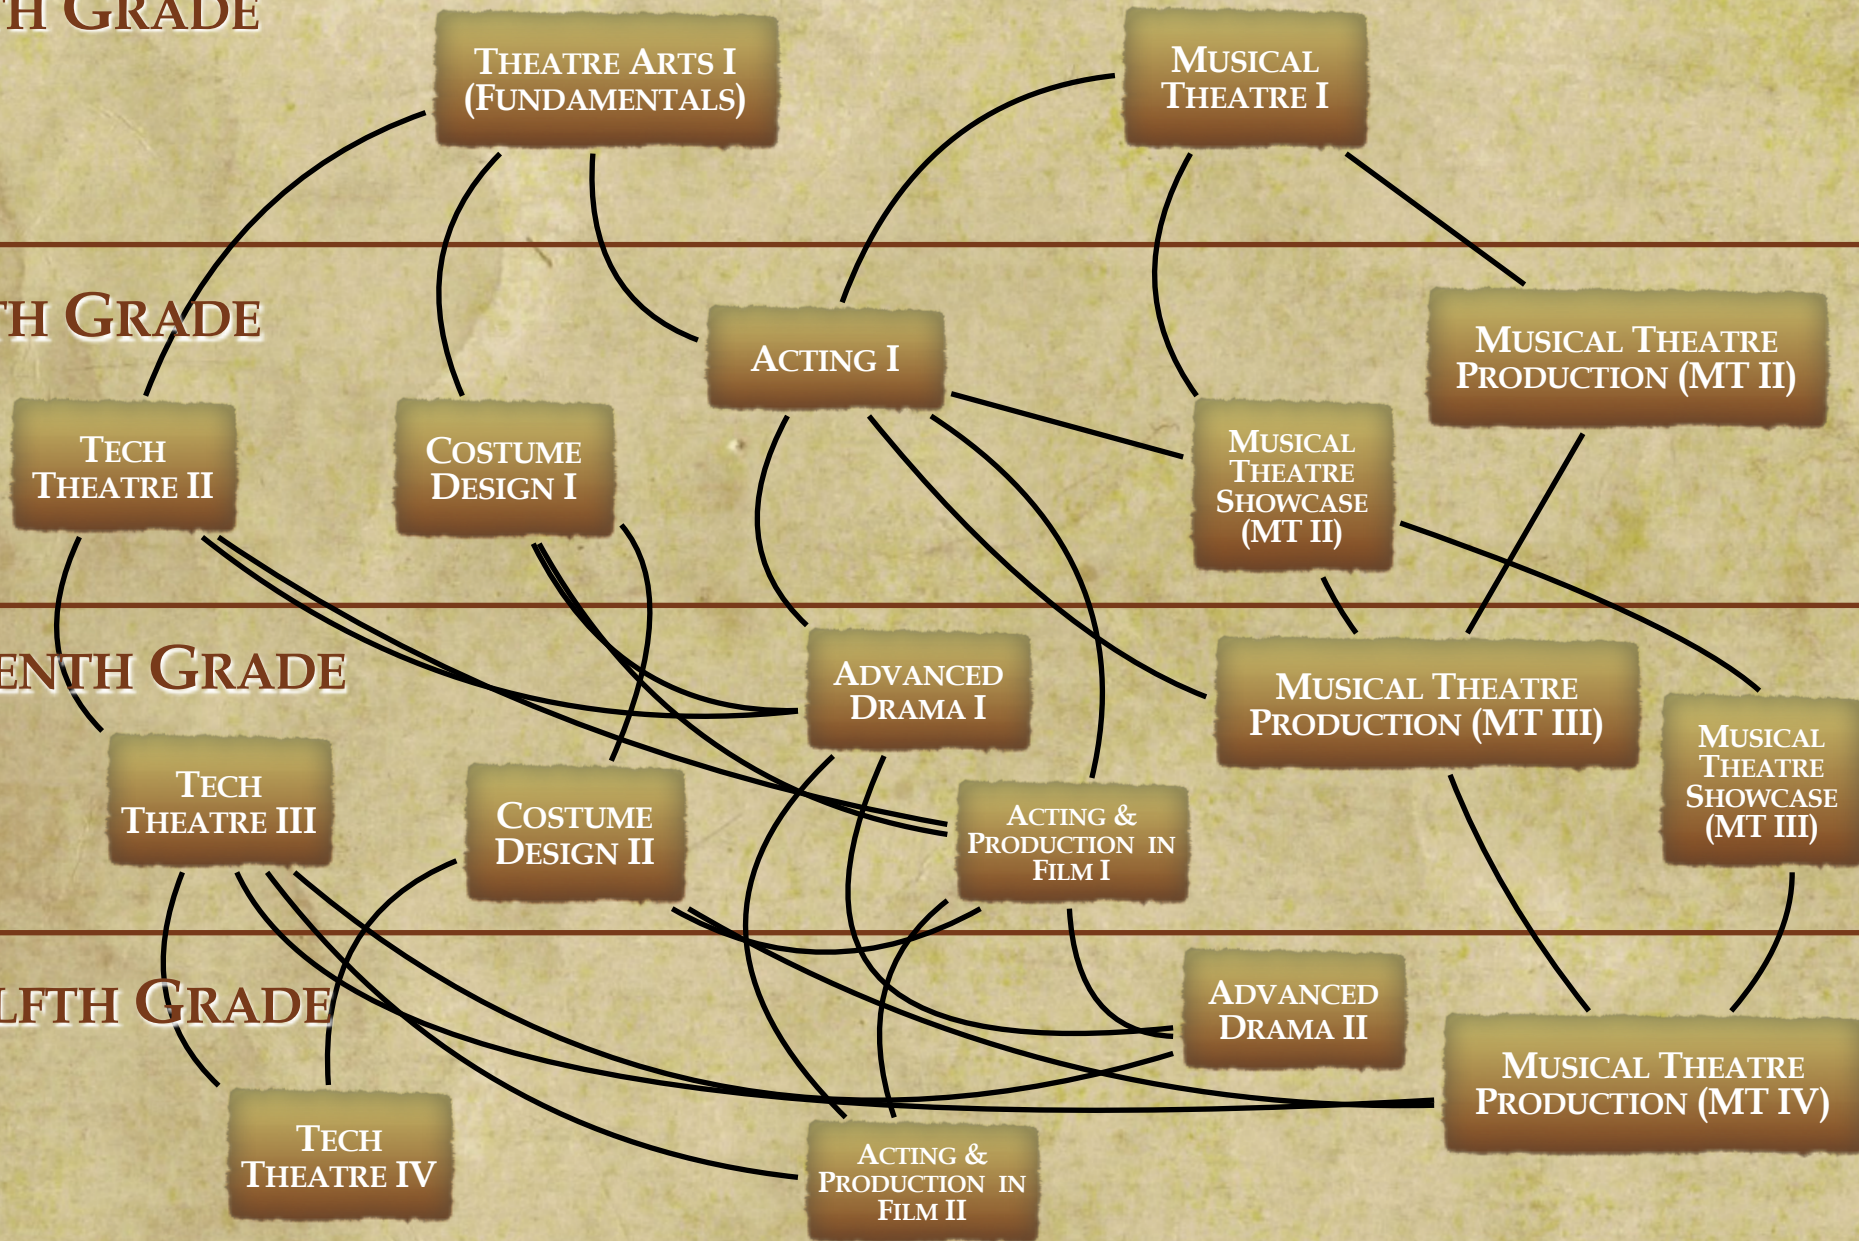 TH GRADE
THEATRE ARTS I
(FUNDAMENTALS)
MUSICAL
THEATRE I
TH GRADE
ACTING I
MUSICAL THEATRE
PRODUCTION (MT II)
TECH
THEATRE II
COSTUME
DESIGN I
MUSICAL
THEATRE
SHOWCASE
(MT II)
ENTH GRADE
ADVANCED
DRAMA I
MUSICAL THEATRE
PRODUCTION (MT III)
MUSICAL
THEATRE
SHOWCASE
(MT III)
TECH
THEATRE III
COSTUME
DESIGN II
ACTING &
PRODUCTION IN
FILM I
LFTH GRADE
ADVANCED
DRAMA II
MUSICAL THEATRE
PRODUCTION (MT IV)
TECH
THEATRE IV
ACTING &
PRODUCTION IN
FILM II